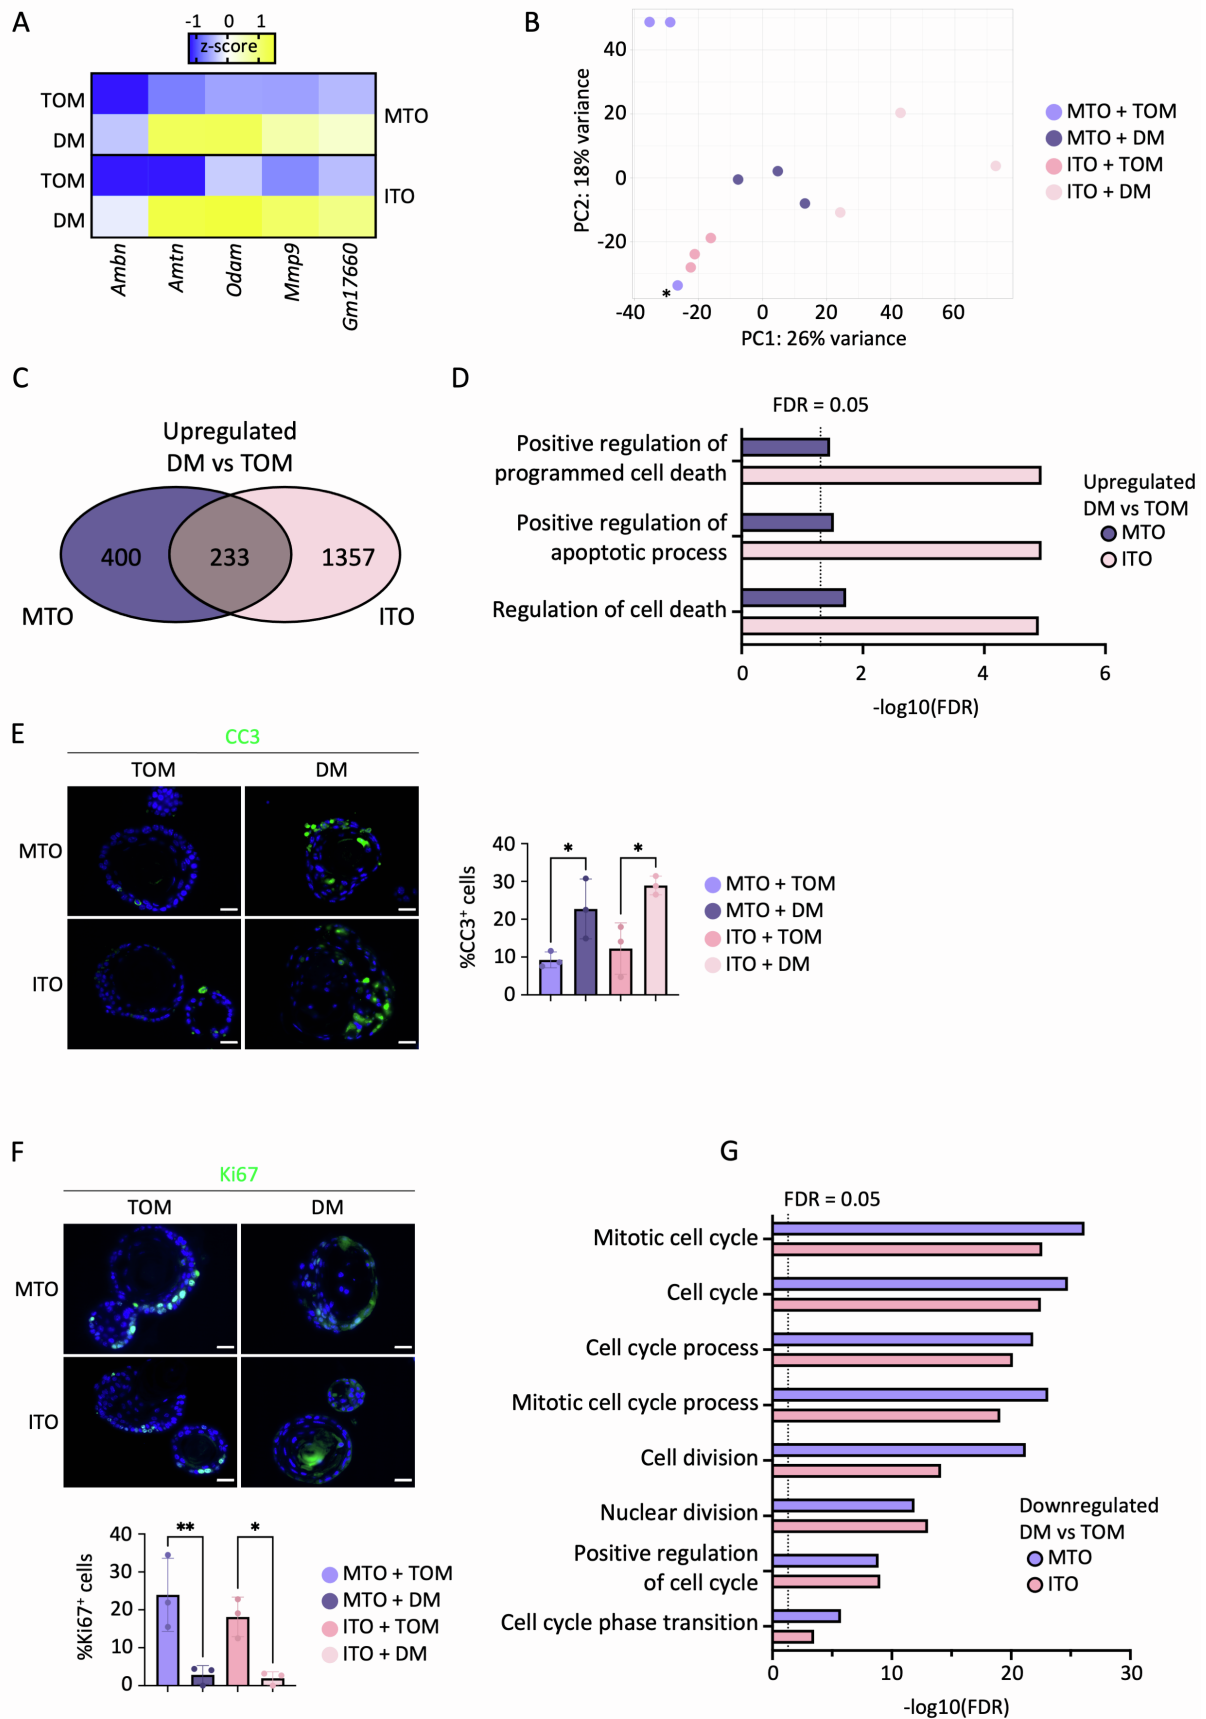 A
-1 0 1
z-score
TOM
DM
MTO
TOM
DM
ITO
Ambn
Amtn
Odam
Mmp9
Gm17660
B
40
20
0
-20
PC2: 18% variance
*
-40 -20 0 20 40 60
PC1: 26% variance
MTO + TOM
MTO + DM
ITO + TOM
ITO + DM
C
Upregulated
DM vs TOM
400 233 1357
MTO
ITO
D
FDR = 0.05
Positive regulation of
programmed cell death
Positive regulation of
apoptotic process
Regulation of cell death
0 2 4 6
-log10(FDR)
Upregulated
DM vs TOM
MTO
ITO
E
CC3
TOM DM
MTO
ITO
40
30
20
10
0
%CC3+ cells
* *
MTO + TOM
MTO + DM
ITO + TOM
ITO + DM
F
Ki67
TOM DM
MTO
ITO
40
30
20
10
0
%Ki67+ cells
** *
MTO + TOM
MTO + DM
ITO + TOM
ITO + DM
G
FDR = 0.05
Mitotic cell cycle
Cell cycle
Cell cycle process
Mitotic cell cycle process
Cell division
Nuclear division
Positive regulation
of cell cycle
Cell cycle phase transition
0 10 20 30
-log10(FDR)
Downregulated
DM vs TOM
MTO
ITO